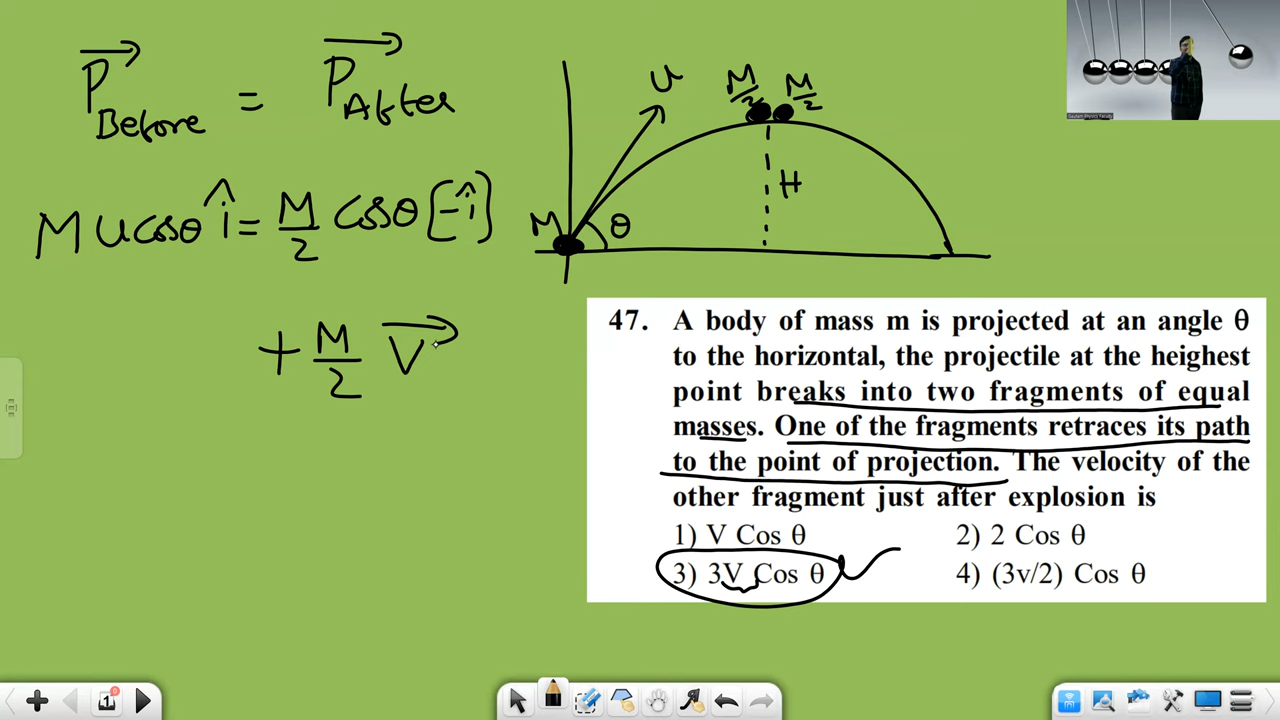 P Before = P After
M u cosθ î = M/2 cosθ [-î]
+ M/2 V
u
M/2 M/2
H
M θ
47. A body of mass m is projected at an angle θ
to the horizontal, the projectile at the heighest
point breaks into two fragments of equal
masses. One of the fragments retraces its path
to the point of projection. The velocity of the
other fragment just after explosion is
1) V Cos θ 2) 2 Cos θ
3) 3V Cos θ 4) (3v/2) Cos θ
1
0